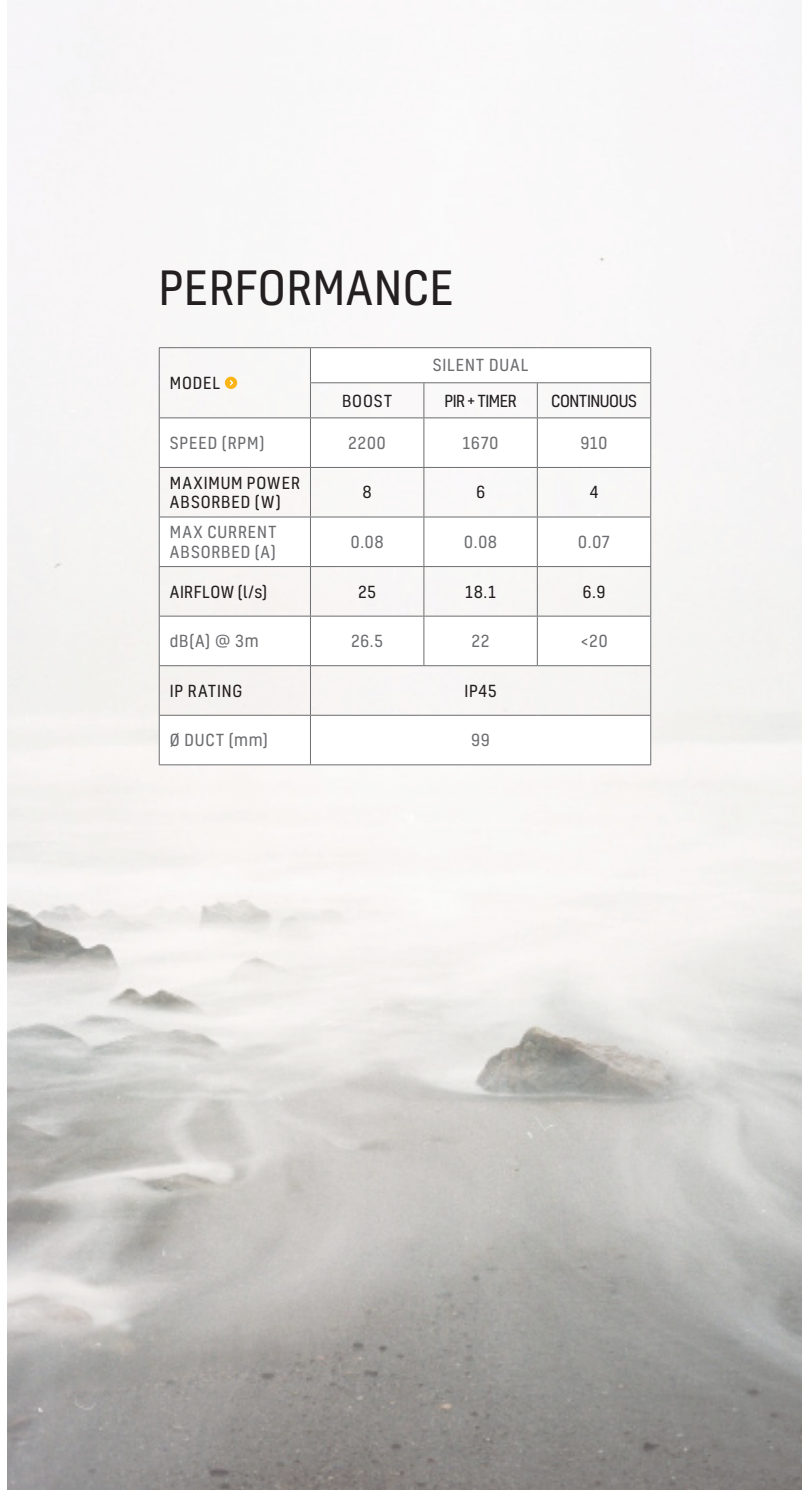 PERFORMANCE
MODEL
SILENT DUAL
BOOST PIR + TIMER CONTINUOUS
SPEED (RPM) 2200 1670 910
MAXIMUM POWER
ABSORBED (W) 8 6 4
MAX CURRENT
ABSORBED (A) 0.08 0.08 0.07
AIRFLOW (l/s) 25 18.1 6.9
dB(A) @ 3m 26.5 22 <20
IP RATING IP45
Ø DUCT (mm) 99